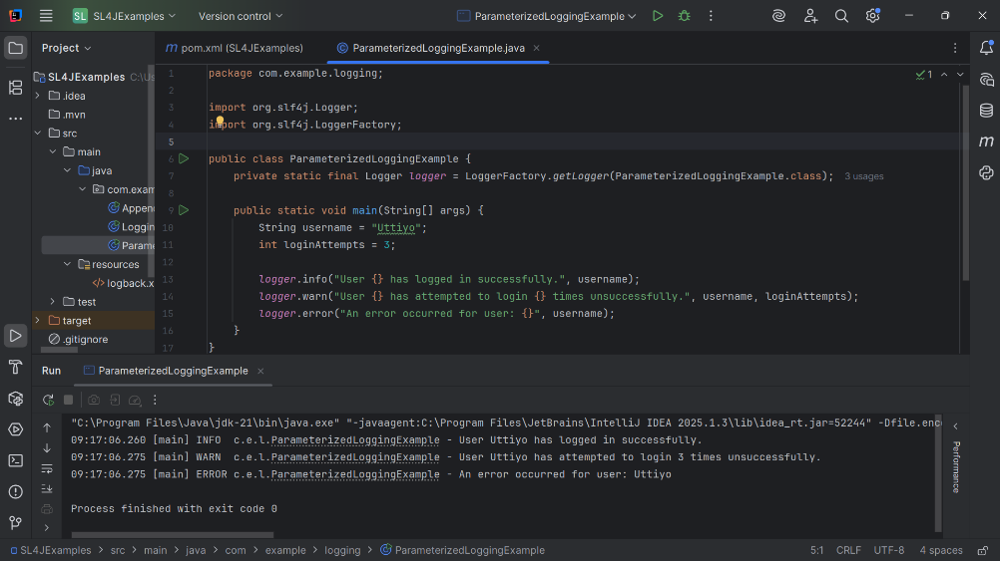 SL SL4JExamples Version control ParameterizedLoggingExample
Project
pom.xml (SL4JExamples) ParameterizedLoggingExample.java
SL4JExamples C:\Us
.idea
.mvn
src
main
java
com.exam
Appen
Loggin
Parame
resources
logback.x
test
target
.gitignore
1 package com.example.logging;
2
3 import org.slf4j.Logger;
4 import org.slf4j.LoggerFactory;
5
6 public class ParameterizedLoggingExample {
7 private static final Logger logger = LoggerFactory.getLogger(ParameterizedLoggingExample.class); 3 usages
8
9 public static void main(String[] args) {
10 String username = "Uttiyo";
11 int loginAttempts = 3;
12
13 logger.info("User {} has logged in successfully.", username);
14 logger.warn("User {} has attempted to login {} times unsuccessfully.", username, loginAttempts);
15 logger.error("An error occurred for user: {}", username);
16 }
17 }
1
Run ParameterizedLoggingExample
"C:\Program Files\Java\jdk-21\bin\java.exe" "-javaagent:C:\Program Files\JetBrains\IntelliJ IDEA 2025.1.3\lib\idea_rt.jar=52244" -Dfile.enc
09:17:06.260 [main] INFO c.e.l.ParameterizedLoggingExample - User Uttiyo has logged in successfully.
09:17:06.275 [main] WARN c.e.l.ParameterizedLoggingExample - User Uttiyo has attempted to login 3 times unsuccessfully.
09:17:06.275 [main] ERROR c.e.l.ParameterizedLoggingExample - An error occurred for user: Uttiyo
Process finished with exit code 0
Performance
SL4JExamples > src > main > java > com > example > logging > ParameterizedLoggingExample 5:1 CRLF UTF-8 4 spaces